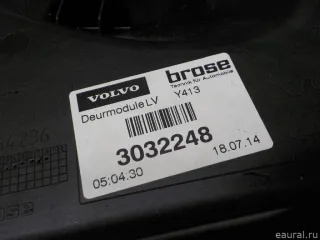 VOLVO
brose
Technik für Automobile
Deurmodule LV Y413
3032248
05:04.30 18.07.14
eaural.ru